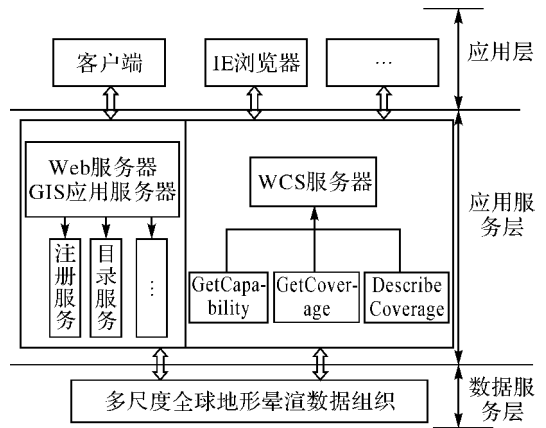 客户端
IE浏览器
…
应用层
Web服务器
GIS应用服务器
WCS服务器
应用服
务层
注册服务
目录服务
…
GetCapa-
bility
GetCover-
age
Describe
Coverage
多尺度全球地形晕渲数据组织
数据服
务层